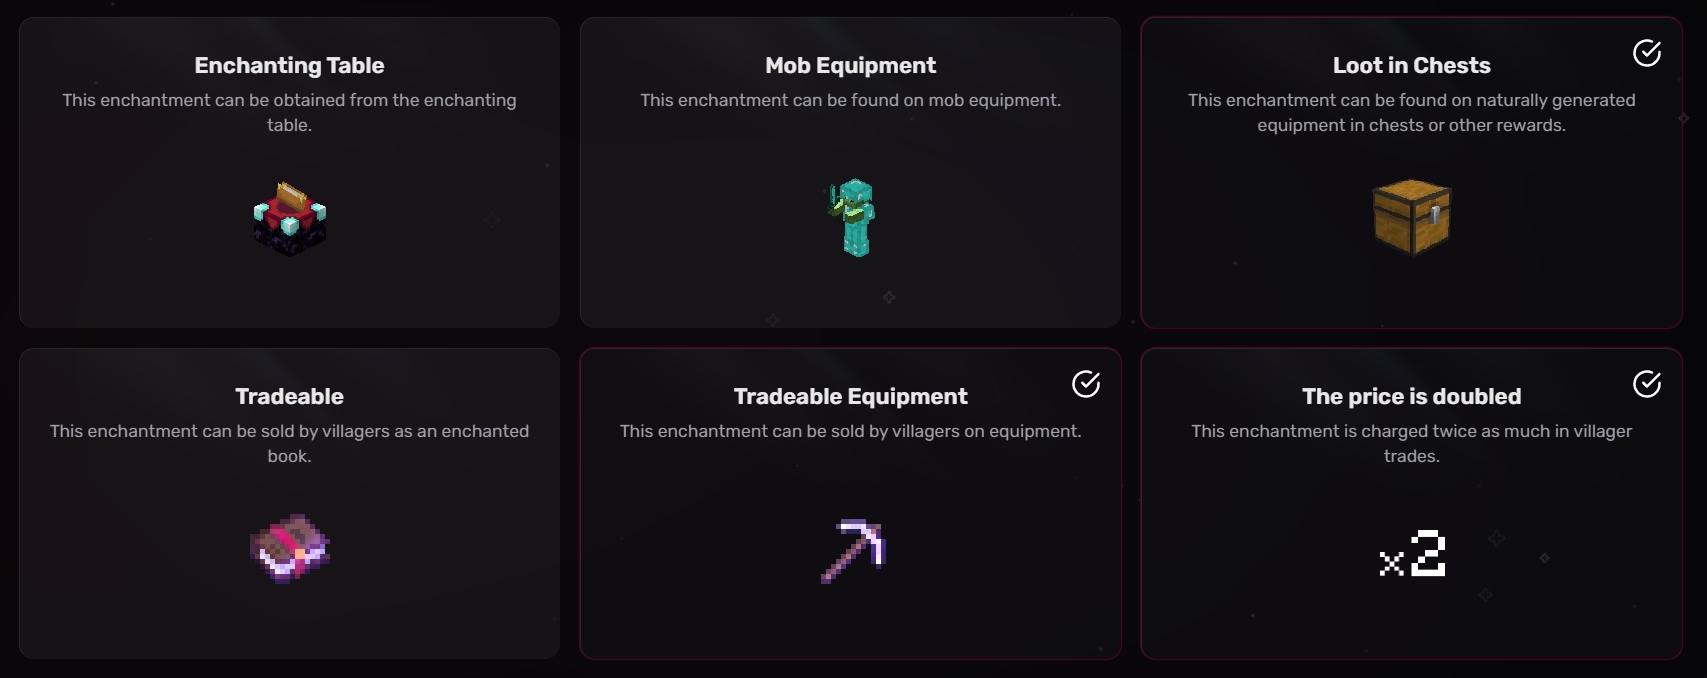 Enchanting Table
This enchantment can be obtained from the enchanting
table.
Mob Equipment
This enchantment can be found on mob equipment.
Loot in Chests
This enchantment can be found on naturally generated
equipment in chests or other rewards.
Tradeable
This enchantment can be sold by villagers as an enchanted
book.
Tradeable Equipment
This enchantment can be sold by villagers on equipment.
The price is doubled
This enchantment is charged twice as much in villager
trades.
x2